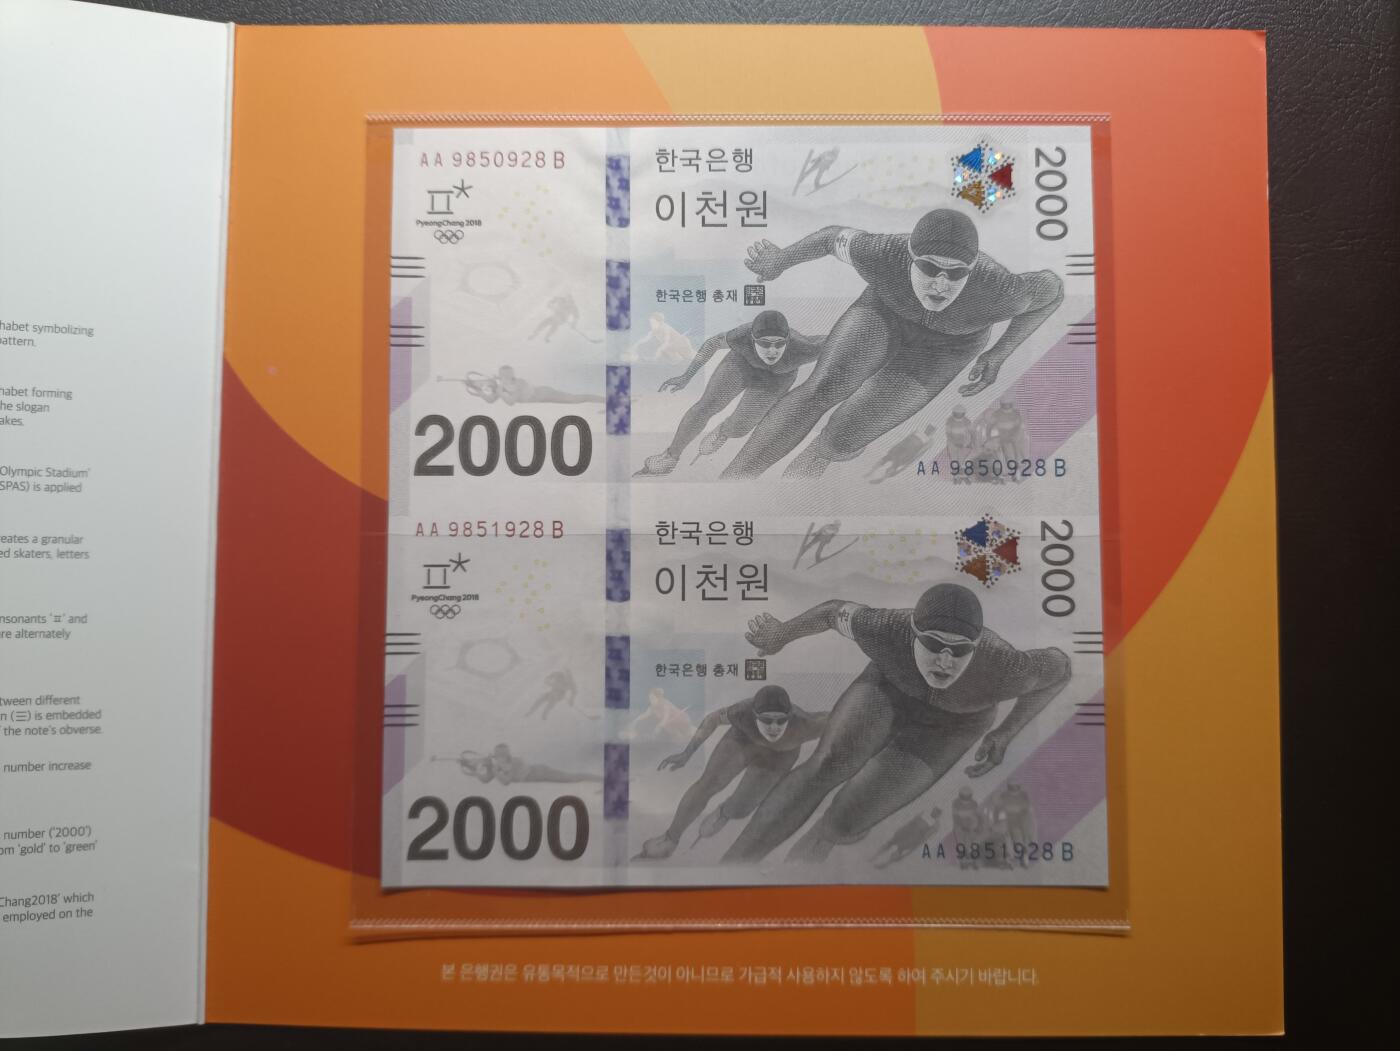 habet symbolizing
pattern.
habet forming
he slogan
akes.
Olympic Stadium'
SPAS) is applied
eates a granular
ed skaters, letters
nsonants 'ㅍ' and
re alternately
tween different
n (☰) is embedded
the note's obverse.
number increase
number ('2000')
om 'gold' to 'green'
Chang2018' which
employed on the
AA 9850928 B
PyeongChang 2018
한국은행
이천원
2000
한국은행 총재
2000
AA 9850928 B
AA 9851928 B
PyeongChang 2018
한국은행
이천원
2000
한국은행 총재
2000
AA 9851928 B
본 은행권은 유통목적으로 만든것이 아니므로 가급적 사용하지 않도록 하여 주시기 바랍니다.